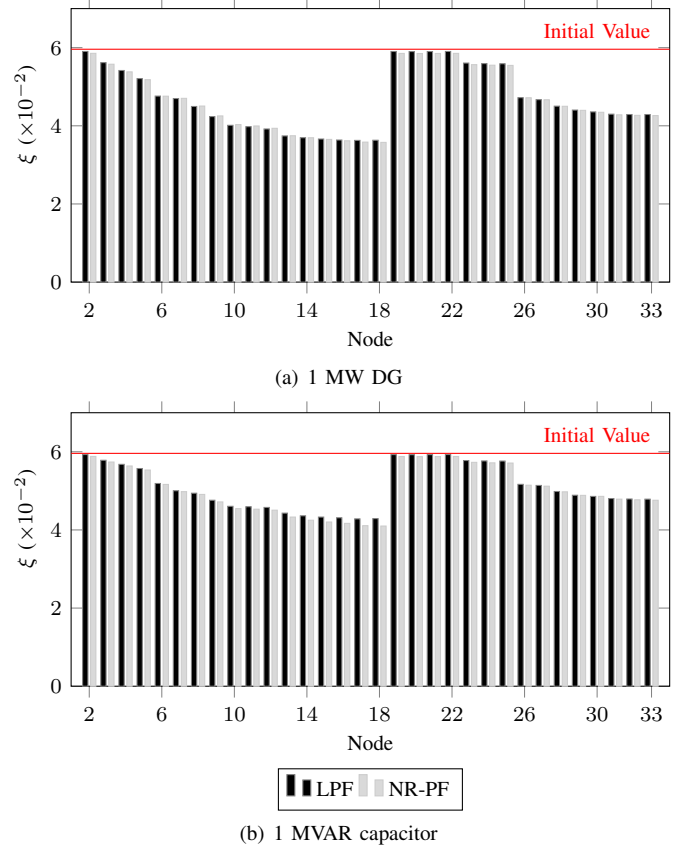 Initial Value
6
4
2
0
ξ (×10−2)
2 6 10 14 18 22 26 30 33
Node
(a) 1 MW DG
Initial Value
6
4
2
0
ξ (×10−2)
2 6 10 14 18 22 26 30 33
Node
LPF NR-PF
(b) 1 MVAR capacitor